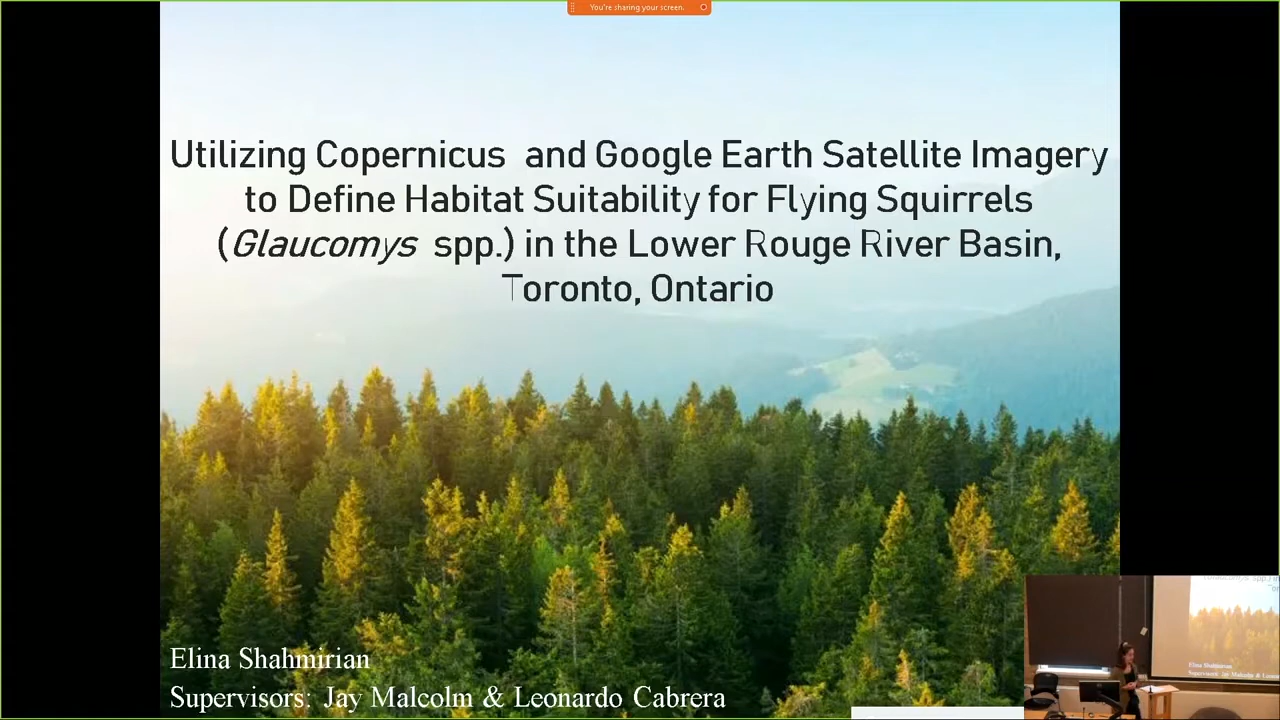 You're sharing your screen.
Utilizing Copernicus and Google Earth Satellite Imagery
to Define Habitat Suitability for Flying Squirrels
(Glaucomys spp.) in the Lower Rouge River Basin,
Toronto, Ontario
Elina Shahmirian
Supervisors: Jay Malcolm & Leonardo Cabrera